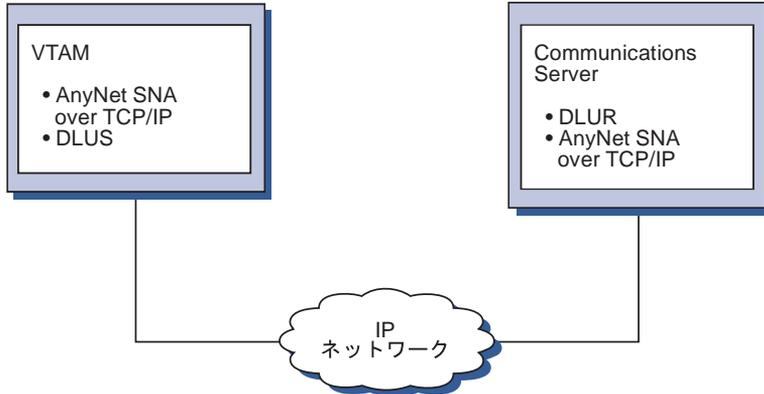 VTAM
• AnyNet SNA
over TCP/IP
• DLUS
Communications
Server
• DLUR
• AnyNet SNA
over TCP/IP
IP
ネットワーク